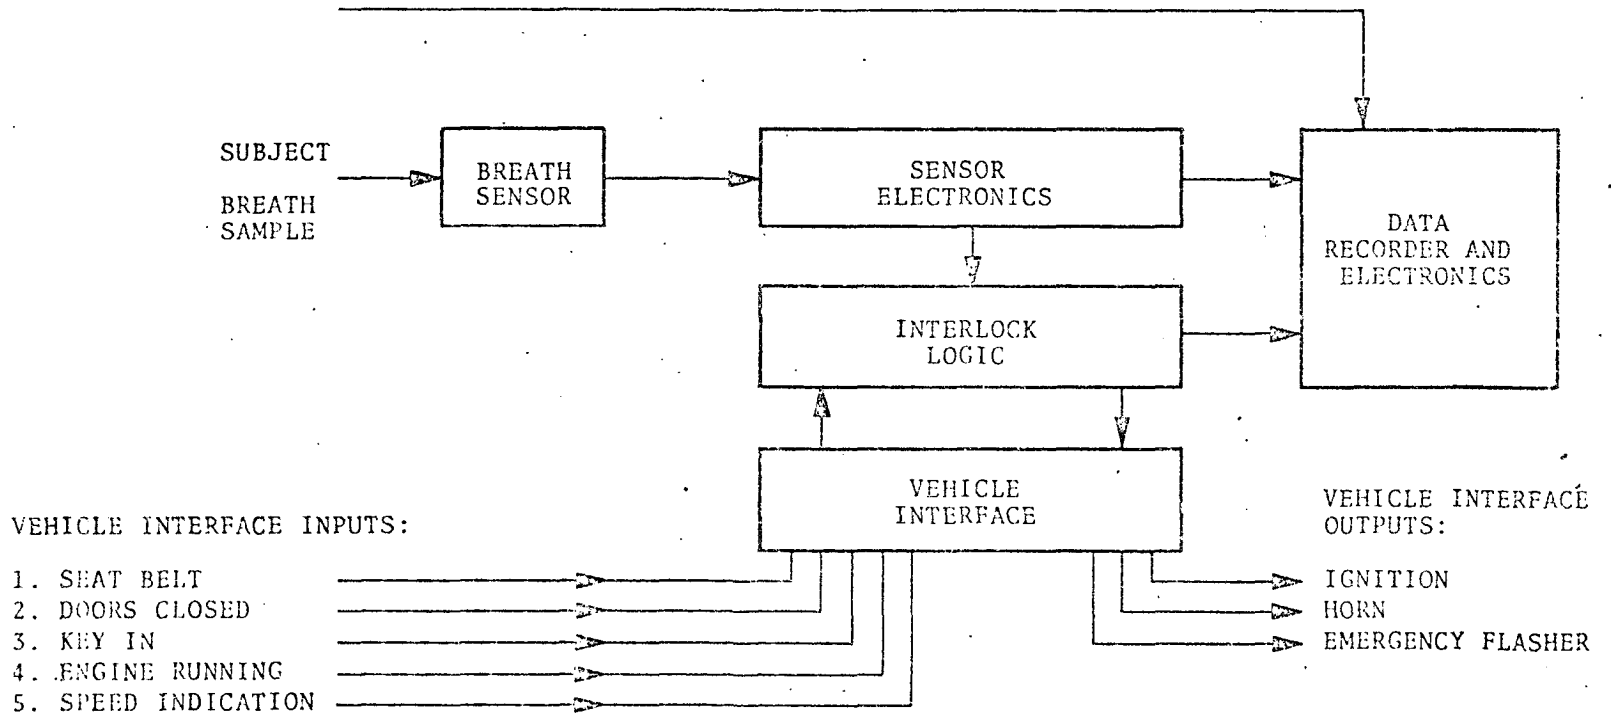 SUBJECT
BREATH
SAMPLE
BREATH
SENSOR
SENSOR
ELECTRONICS
DATA
RECORDER AND
ELECTRONICS
INTERLOCK
LOGIC
VEHICLE
INTERFACE
VEHICLE INTERFACE INPUTS:
1. SEAT BELT
2. DOORS CLOSED
3. KEY IN
4. ENGINE RUNNING
5. SPEED INDICATION
VEHICLE INTERFACE
OUTPUTS:
IGNITION
HORN
EMERGENCY FLASHER